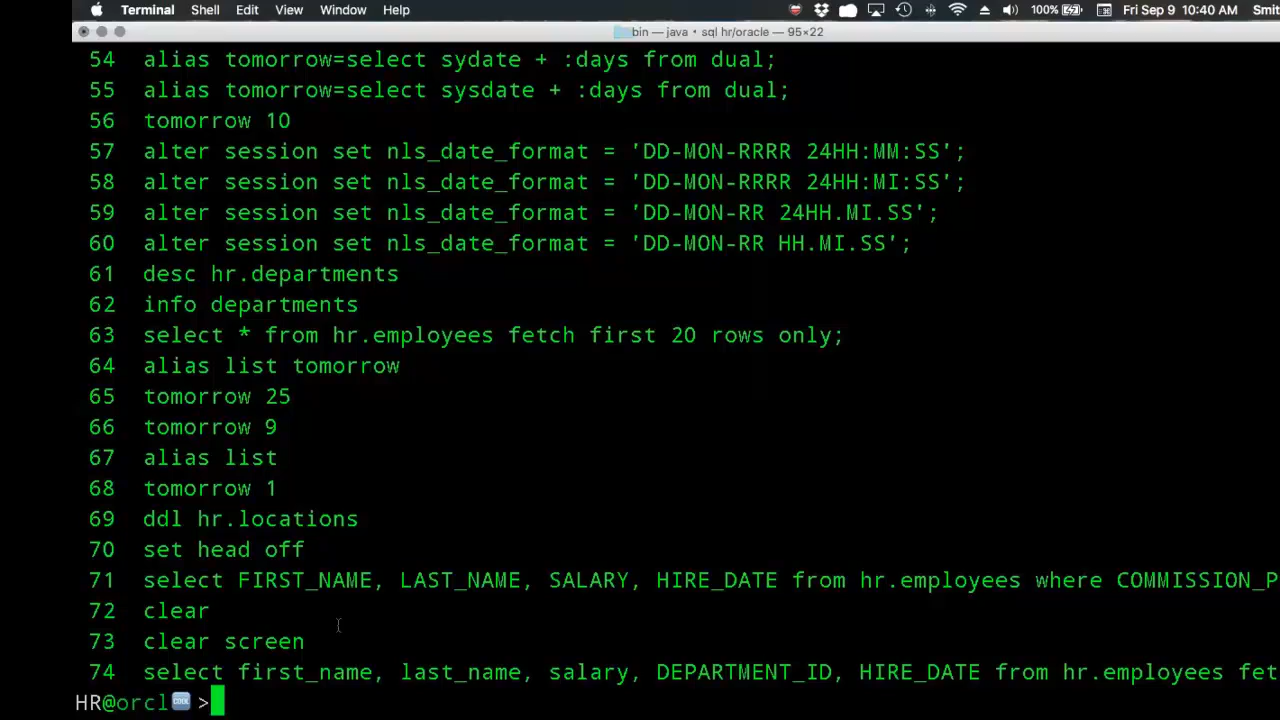 Terminal Shell Edit View Window Help 100% Fri Sep 9 10:40 AM Smit
bin — java • sql hr/oracle — 95×22
54 alias tomorrow=select sydate + :days from dual;
55 alias tomorrow=select sysdate + :days from dual;
56 tomorrow 10
57 alter session set nls_date_format = 'DD-MON-RRRR 24HH:MM:SS';
58 alter session set nls_date_format = 'DD-MON-RRRR 24HH:MI:SS';
59 alter session set nls_date_format = 'DD-MON-RR 24HH.MI.SS';
60 alter session set nls_date_format = 'DD-MON-RR HH.MI.SS';
61 desc hr.departments
62 info departments
63 select * from hr.employees fetch first 20 rows only;
64 alias list tomorrow
65 tomorrow 25
66 tomorrow 9
67 alias list
68 tomorrow 1
69 ddl hr.locations
70 set head off
71 select FIRST_NAME, LAST_NAME, SALARY, HIRE_DATE from hr.employees where COMMISSION_P
72 clear
73 clear screen
74 select first_name, last_name, salary, DEPARTMENT_ID, HIRE_DATE from hr.employees fet
HR@orcl🆒 >